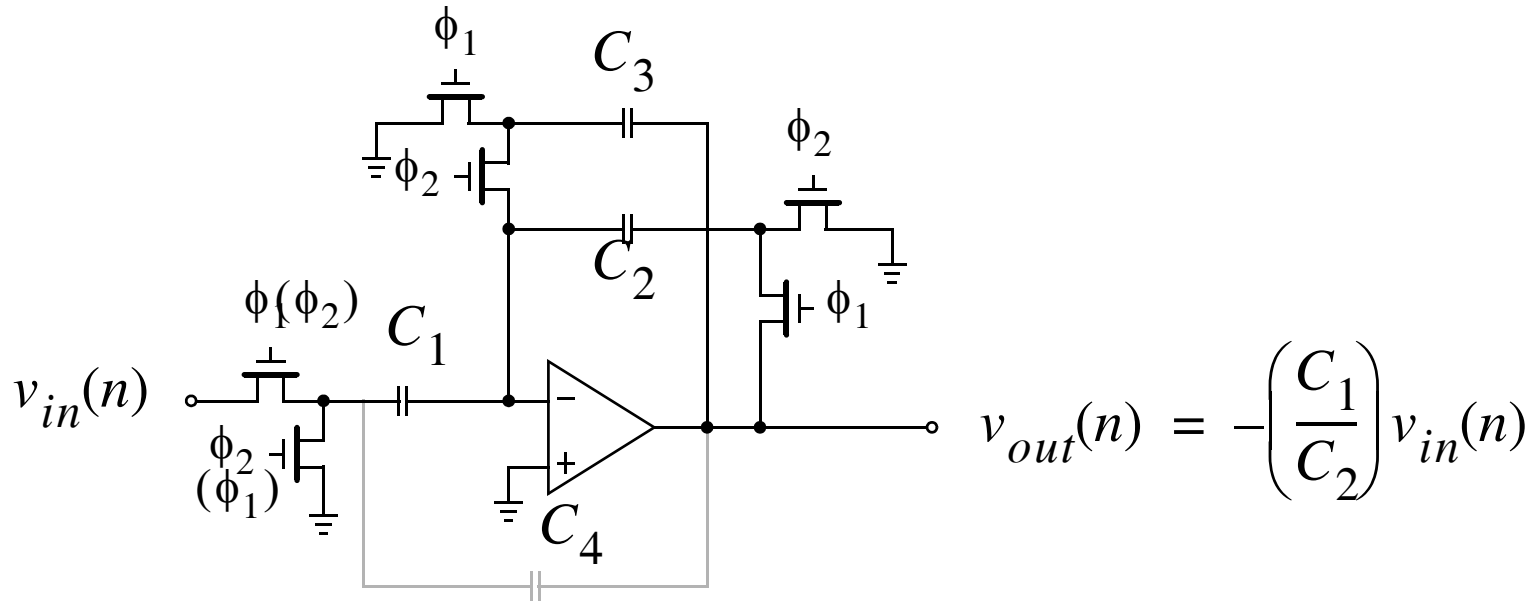 ϕ1
C3
ϕ2
ϕ2
C2
ϕ1
ϕ1(ϕ2)
C1
vin(n)
ϕ2
(ϕ1)
−
+
C4
vout(n) = −(C1/C2)vin(n)